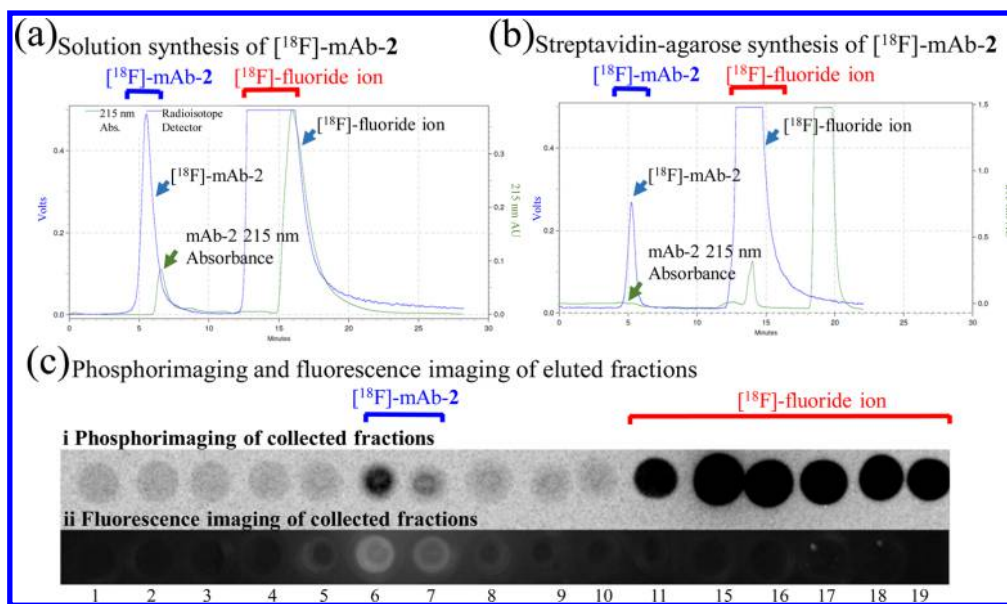 (a) Solution synthesis of [¹⁸F]-mAb-2
[¹⁸F]-mAb-2 [¹⁸F]-fluoride ion
215 nm Abs. Radioisotope Detector
[¹⁸F]-fluoride ion
[¹⁸F]-mAb-2
mAb-2 215 nm Absorbance
Volts
215 nm AU
0.4
0.2
0.0
0.3
0.2
0.1
0.0
0 5 10 15 20 25 30
Minutes
(b) Streptavidin-agarose synthesis of [¹⁸F]-mAb-2
[¹⁸F]-mAb-2 [¹⁸F]-fluoride ion
[¹⁸F]-fluoride ion
[¹⁸F]-mAb-2
mAb-2 215 nm
Absorbance
Volts
0.4
0.2
0.0
1.5
1.0
0.5
0.0
0 5 10 15 20 25 30
Minutes
(c) Phosphorimaging and fluorescence imaging of eluted fractions
[¹⁸F]-mAb-2 [¹⁸F]-fluoride ion
i Phosphorimaging of collected fractions
ii Fluorescence imaging of collected fractions
1 2 3 4 5 6 7 8 9 10 11 15 16 17 18 19